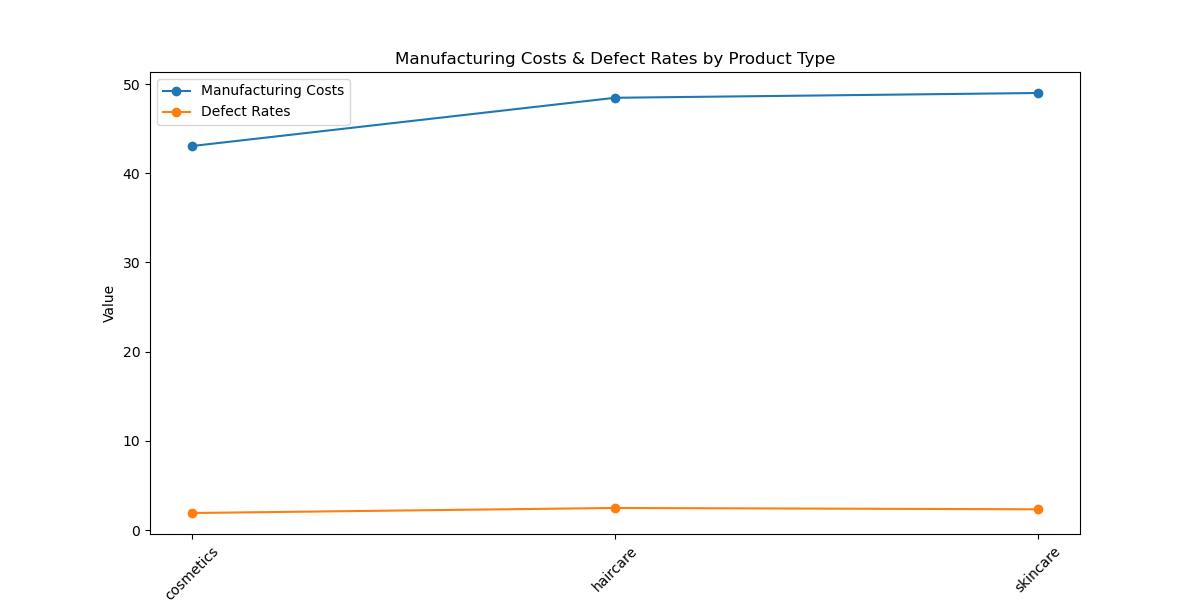 Manufacturing Costs & Defect Rates by Product Type
Manufacturing Costs
Defect Rates
50
40
30
20
10
0
Value
cosmetics
haircare
skincare